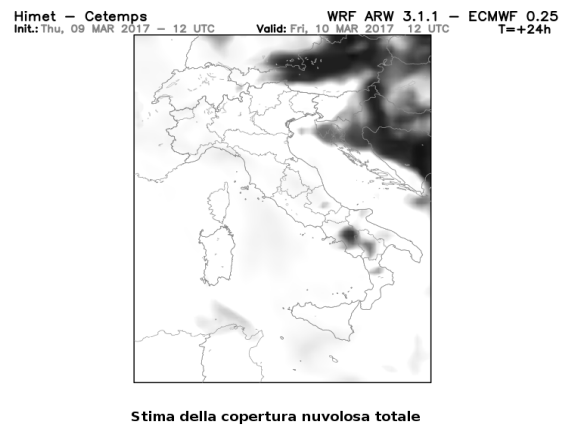 Himet – Cetemps WRF ARW 3.1.1 – ECMWF 0.25
Init.: Thu, 09 MAR 2017 – 12 UTC Valid: Fri, 10 MAR 2017 12 UTC T=+24h
Stima della copertura nuvolosa totale